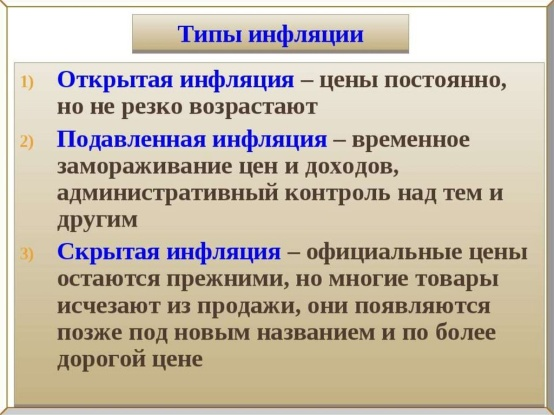 Типы инфляции
1) Открытая инфляция – цены постоянно,
но не резко возрастают
2) Подавленная инфляция – временное
замораживание цен и доходов,
административный контроль над тем и
другим
3) Скрытая инфляция – официальные цены
остаются прежними, но многие товары
исчезают из продажи, они появляются
позже под новым названием и по более
дорогой цене